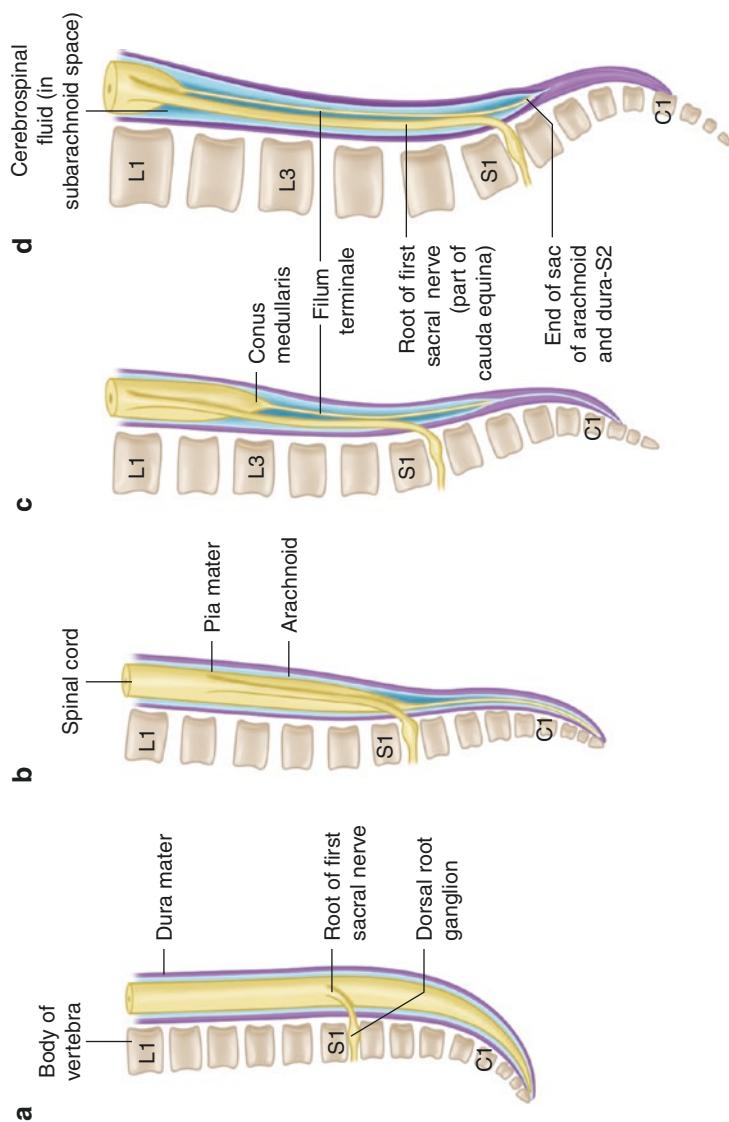 a
Body of
vertebra
L1
Dura mater
S1
Root of first
sacral nerve
Dorsal root
ganglion
C1
b
Spinal cord
L1
Pia mater
Arachnoid
S1
C1
c
L1
L3
Conus
medullaris
Filum
terminale
S1
Root of first
sacral nerve
(part of
cauda equina)
C1
End of sac
of arachnoid
and dura-S2
d
Cerebrospinal
fluid (in
subarachnoid space)
L1
L3
S1
C1